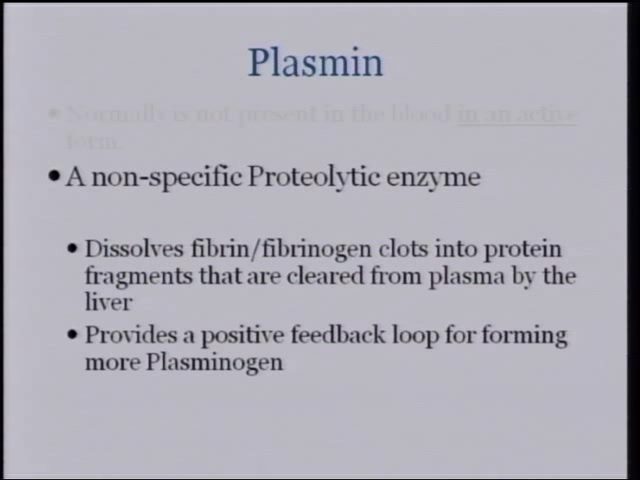 Plasmin
• Normally is not present in the blood in an active
form.
• A non-specific Proteolytic enzyme
• Dissolves fibrin/fibrinogen clots into protein
fragments that are cleared from plasma by the
liver
• Provides a positive feedback loop for forming
more Plasminogen